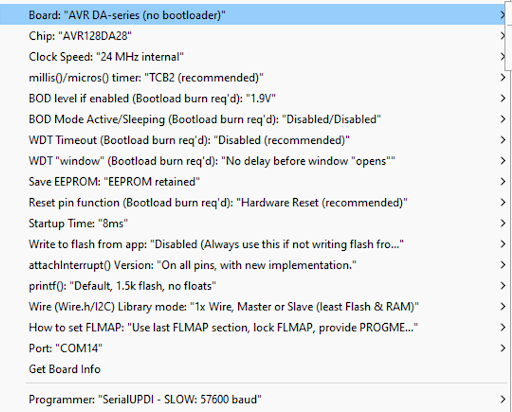 Board: "AVR DA-series (no bootloader)"
Chip: "AVR128DA28"
Clock Speed: "24 MHz internal"
millis()/micros() timer: "TCB2 (recommended)"
BOD level if enabled (Bootload burn req'd): "1.9V"
BOD Mode Active/Sleeping (Bootload burn req'd): "Disabled/Disabled"
WDT Timeout (Bootload burn req'd): "Disabled (recommended)"
WDT "window" (Bootload burn req'd): "No delay before window "opens""
Save EEPROM: "EEPROM retained"
Reset pin function (Bootload burn req'd): "Hardware Reset (recommended)"
Startup Time: "8ms"
Write to flash from app: "Disabled (Always use this if not writing flash fro..."
attachInterrupt() Version: "On all pins, with new implementation."
printf(): "Default, 1.5k flash, no floats"
Wire (Wire.h/I2C) Library mode: "1x Wire, Master or Slave (least Flash & RAM)"
How to set FLMAP: "Use last FLMAP section, lock FLMAP, provide PROGME..."
Port: "COM14"
Get Board Info
Programmer: "SerialUPDI - SLOW: 57600 baud"